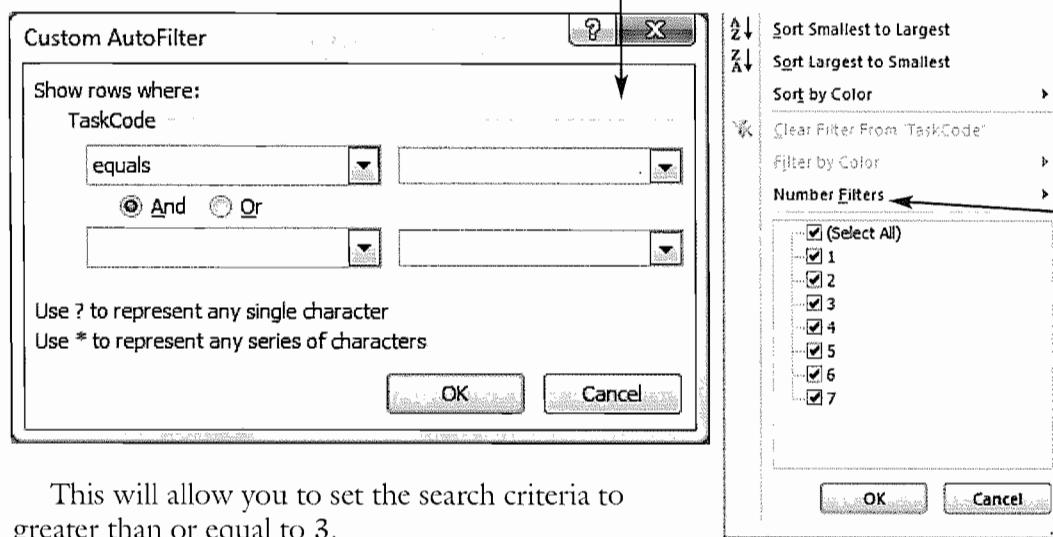 Custom AutoFilter
?
Show rows where:
TaskCode
equals
And Or
Use ? to represent any single character
Use * to represent any series of characters
OK Cancel
This will allow you to set the search criteria to
greater than or equal to 3.
A
Z Sort Smallest to Largest
Z
A Sort Largest to Smallest
Sort by Color
Clear Filter From "TaskCode"
Filter by Color
Number Filters
(Select All)
1
2
3
4
5
6
7
OK Cancel